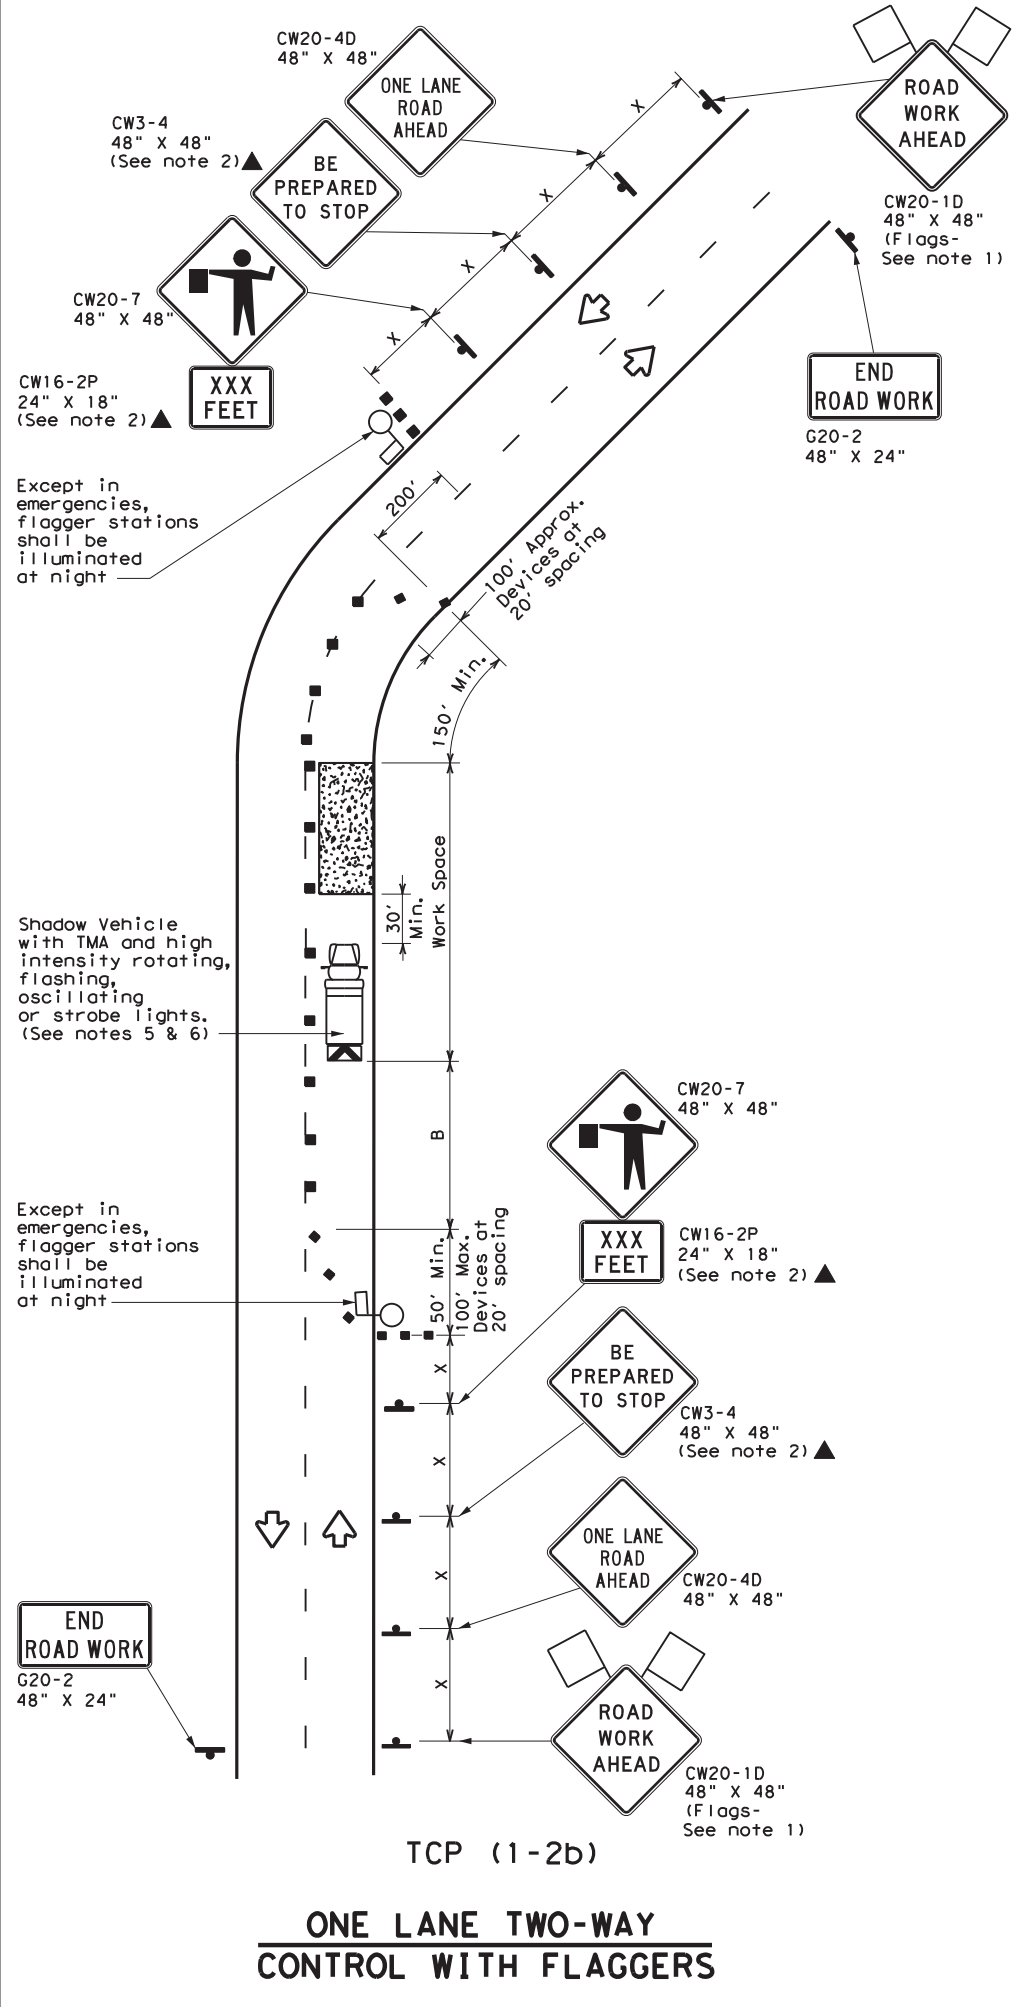 CW20-4D
48" X 48"
ONE LANE
ROAD
AHEAD
X
ROAD
WORK
AHEAD
CW20-1D
48" X 48"
(Flags-
See note 1)
CW3-4
48" X 48"
(See note 2)▲
BE
PREPARED
TO STOP
X
X
X
CW20-7
48" X 48"
CW16-2P
24" X 18"
(See note 2)▲
XXX
FEET
END
ROAD WORK
G20-2
48" X 24"
Except in
emergencies,
flagger stations
shall be
illuminated
at night
200'
100' Approx.
Devices at
20' spacing
150' Min.
Work Space
30'
Min.
Shadow Vehicle
with TMA and high
intensity rotating,
flashing,
oscillating
or strobe lights.
(See notes 5 & 6)
B
CW20-7
48" X 48"
XXX
FEET
CW16-2P
24" X 18"
(See note 2)▲
Except in
emergencies,
flagger stations
shall be
illuminated
at night
50' Min.
100' Max.
Devices at
20' spacing
X
BE
PREPARED
TO STOP
CW3-4
48" X 48"
(See note 2)▲
X
ONE LANE
ROAD
AHEAD
CW20-4D
48" X 48"
X
END
ROAD WORK
G20-2
48" X 24"
X
ROAD
WORK
AHEAD
CW20-1D
48" X 48"
(Flags-
See note 1)
TCP (1-2b)
ONE LANE TWO-WAY
CONTROL WITH FLAGGERS